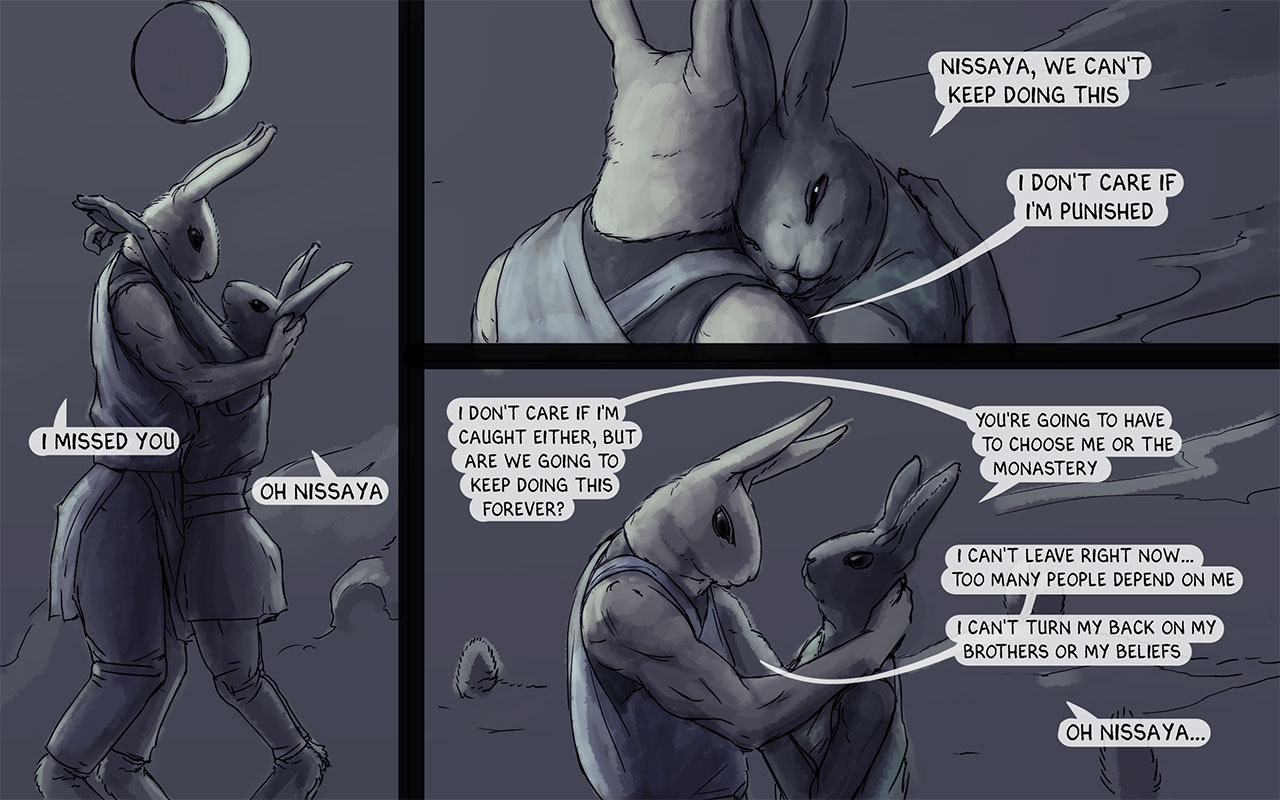 I MISSED YOU
OH NISSAYA
NISSAYA, WE CAN'T
KEEP DOING THIS
I DON'T CARE IF
I'M PUNISHED
I DON'T CARE IF I'M
CAUGHT EITHER, BUT
ARE WE GOING TO
KEEP DOING THIS
FOREVER?
YOU'RE GOING TO HAVE
TO CHOOSE ME OR THE
MONASTERY
I CAN'T LEAVE RIGHT NOW...
TOO MANY PEOPLE DEPEND ON ME
I CAN'T TURN MY BACK ON MY
BROTHERS OR MY BELIEFS
OH NISSAYA...